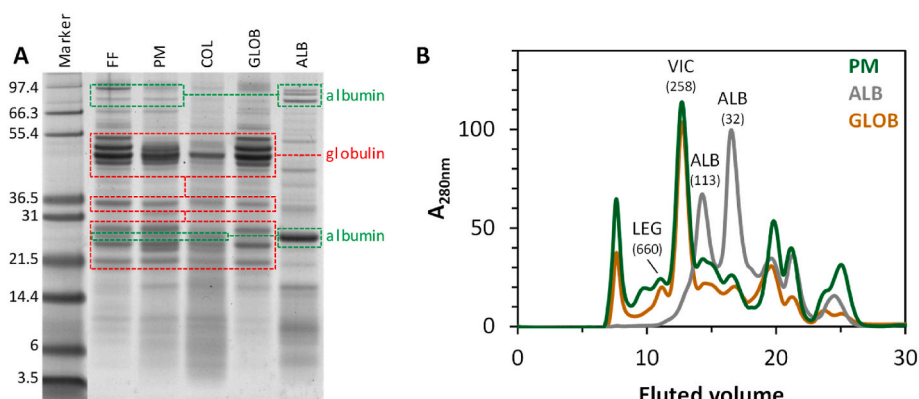 A
Marker
FF
PM
COL
GLOB
ALB
97.4
66.3
55.4
36.5
31
21.5
14.4
6
3.5
albumin
globulin
albumin
B
A280nm
100
50
0
0
10
20
30
VIC
(258)
ALB
(32)
ALB
(113)
LEG
(660)
PM
ALB
GLOB
Eluted volume